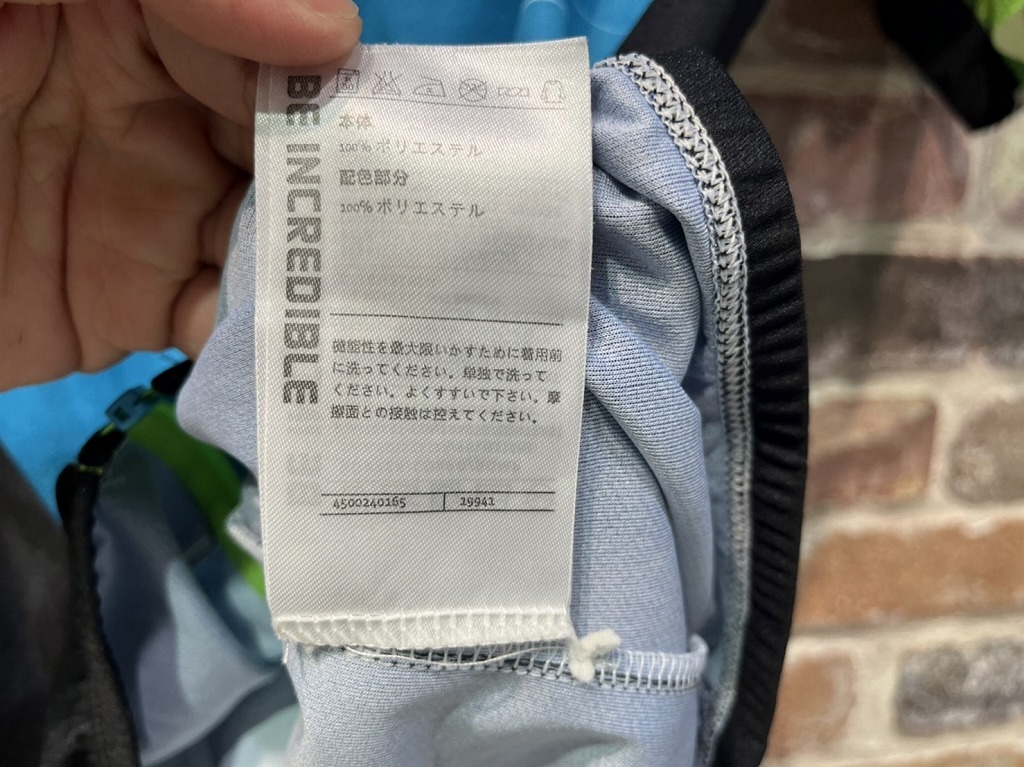 BE INCREDIBLE
本体
100% ポリエステル
配色部分
100% ポリエステル
機能性を最大限いかすために着用前
に洗ってください。単独で洗って
ください。よくすすいで下さい。摩
擦面との接触は控えてください。
4500240165 19941